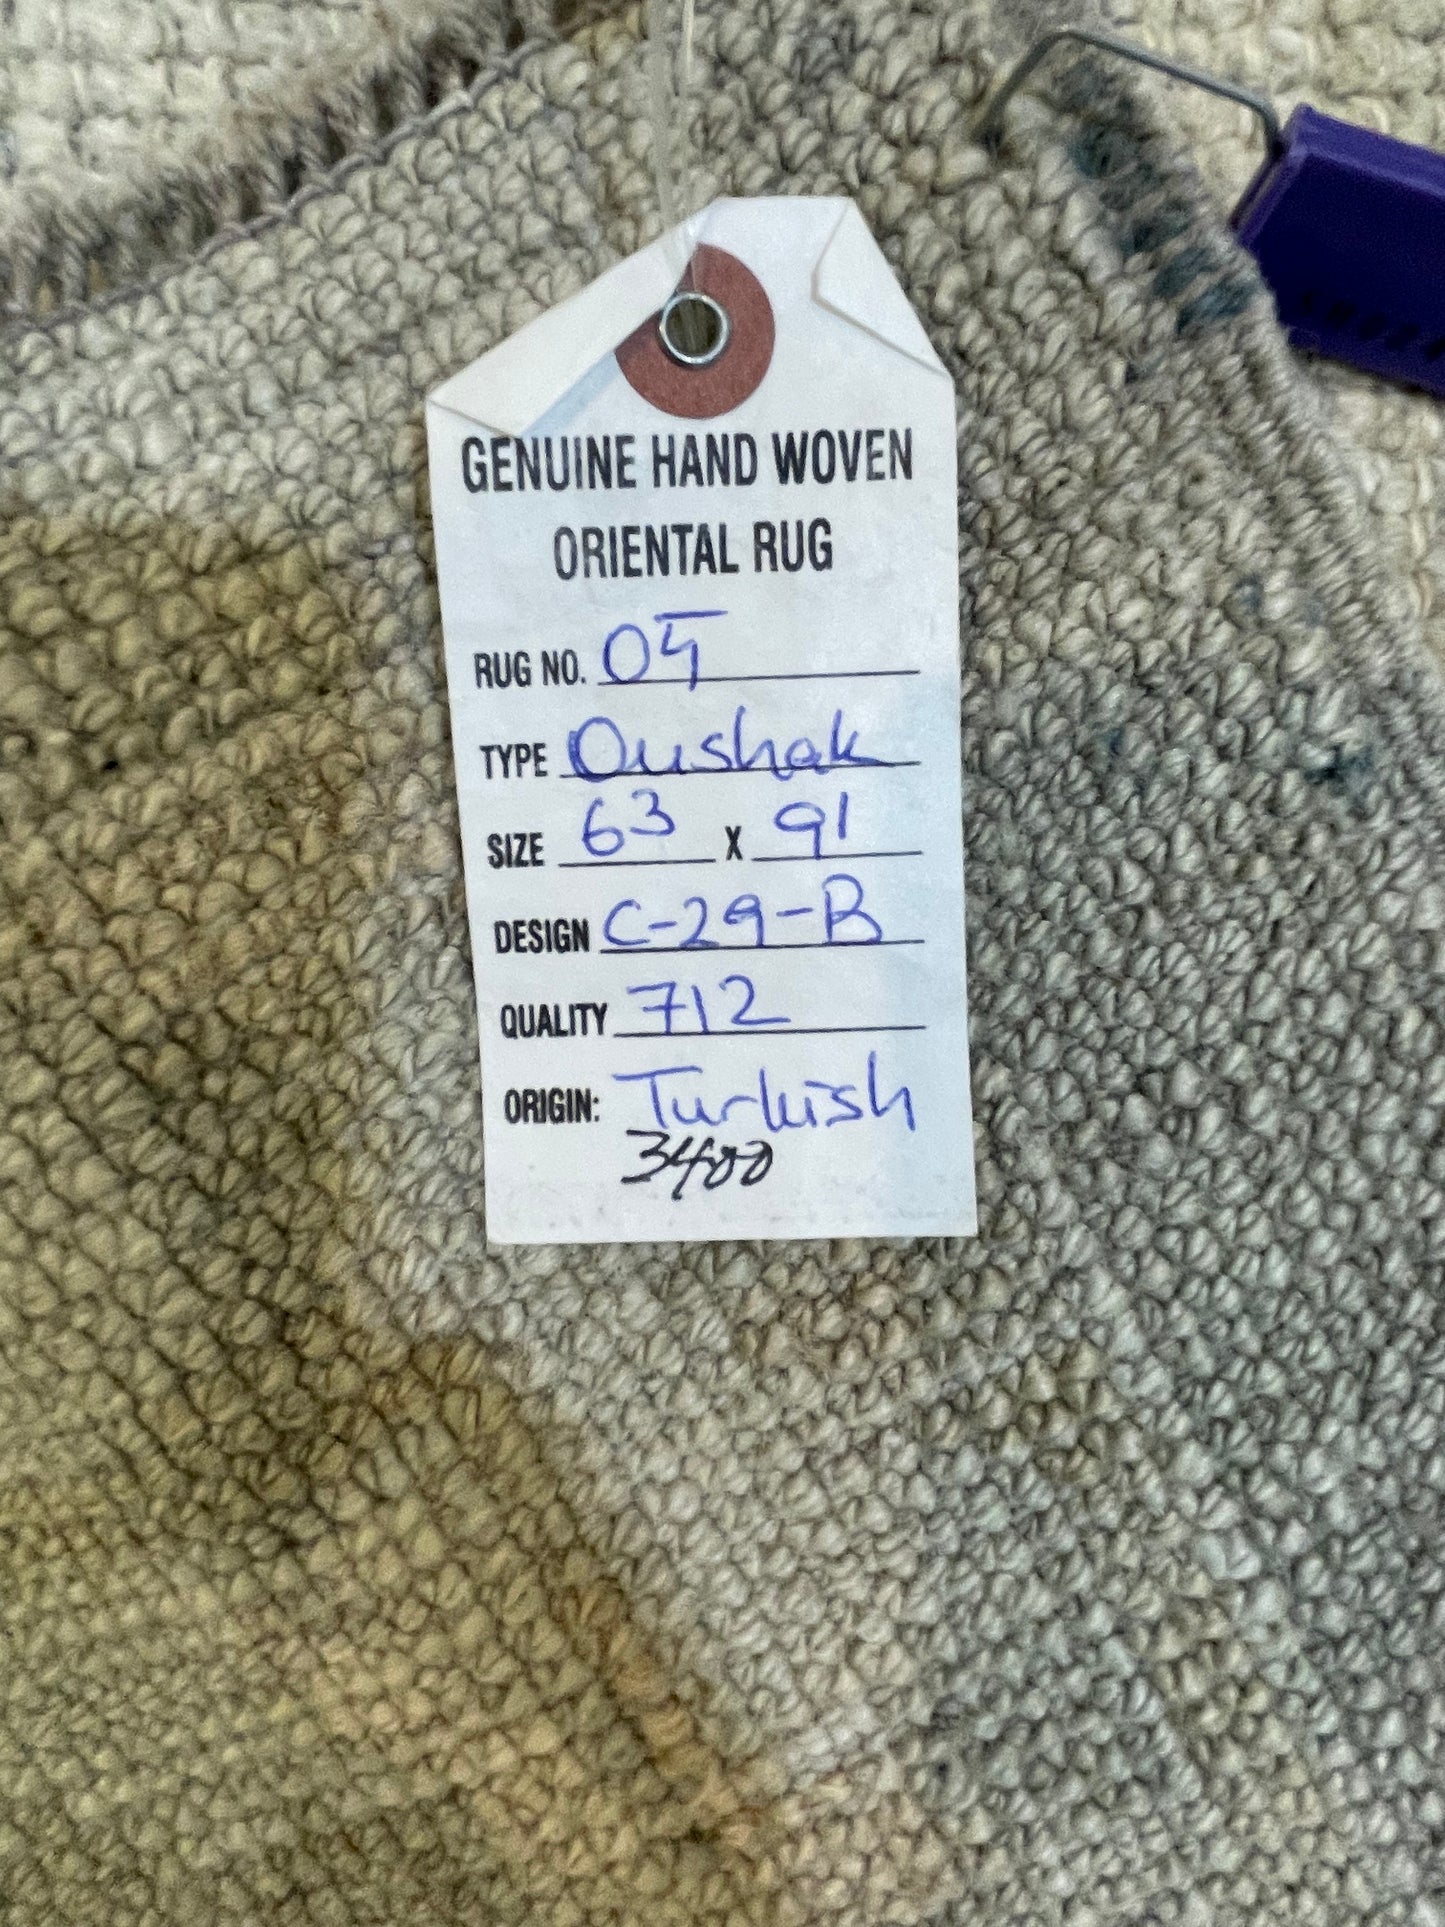 GENUINE HAND WOVEN
ORIENTAL RUG
RUG NO. 05
TYPE Oushak
SIZE 63 X 91
DESIGN C-29-B
QUALITY 712
ORIGIN: Turkish
3400